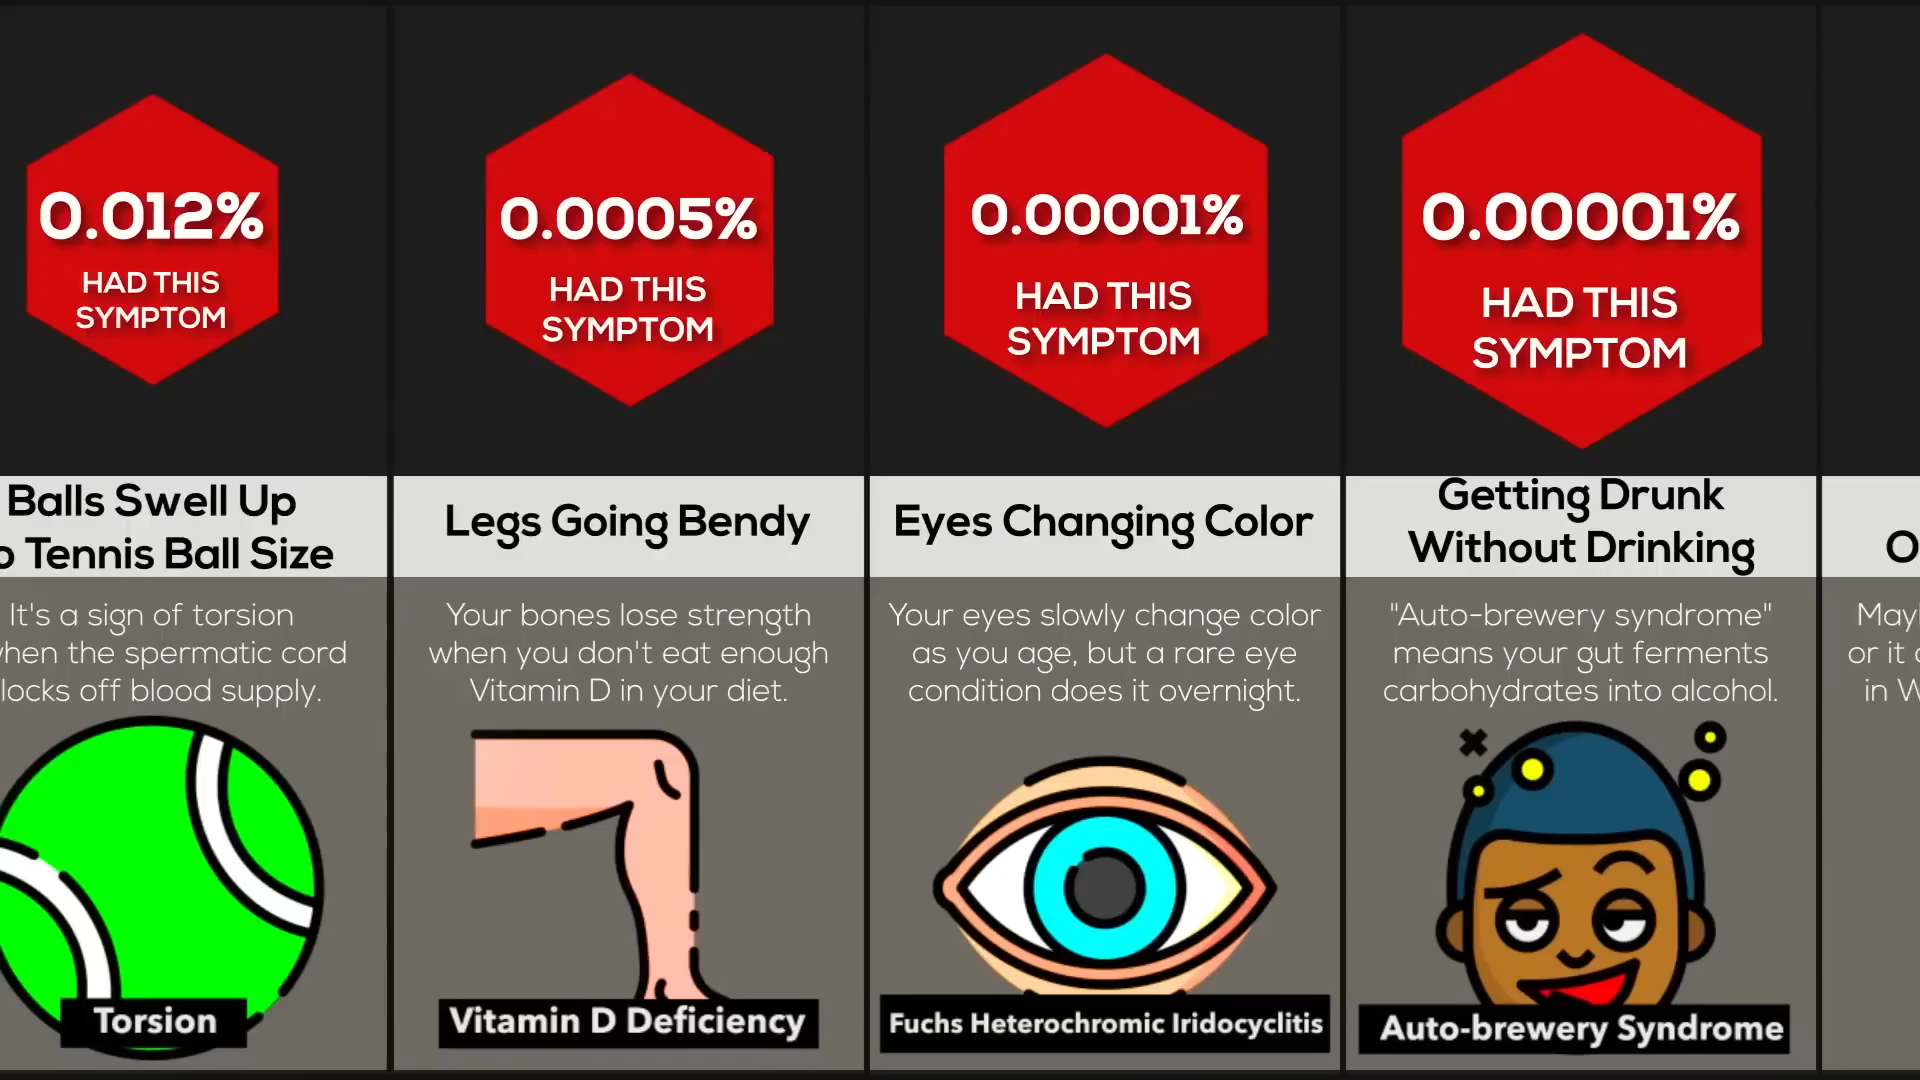 0.012%
HAD THIS
SYMPTOM
Balls Swell Up
Tennis Ball Size
It's a sign of torsion
the spermatic cord
off blood supply.
Torsion
0.0005%
HAD THIS
SYMPTOM
Legs Going Bendy
Your bones lose strength
when you don't eat enough
Vitamin D in your diet.
Vitamin D Deficiency
0.00001%
HAD THIS
SYMPTOM
Eyes Changing Color
Your eyes slowly change color
as you age, but a rare eye
condition does it overnight.
Fuchs Heterochromic Iridocyclitis
0.00001%
HAD THIS
SYMPTOM
Getting Drunk
Without Drinking
"Auto-brewery syndrome"
means your gut ferments
carbohydrates into alcohol.
Auto-brewery Syndrome
or it
in